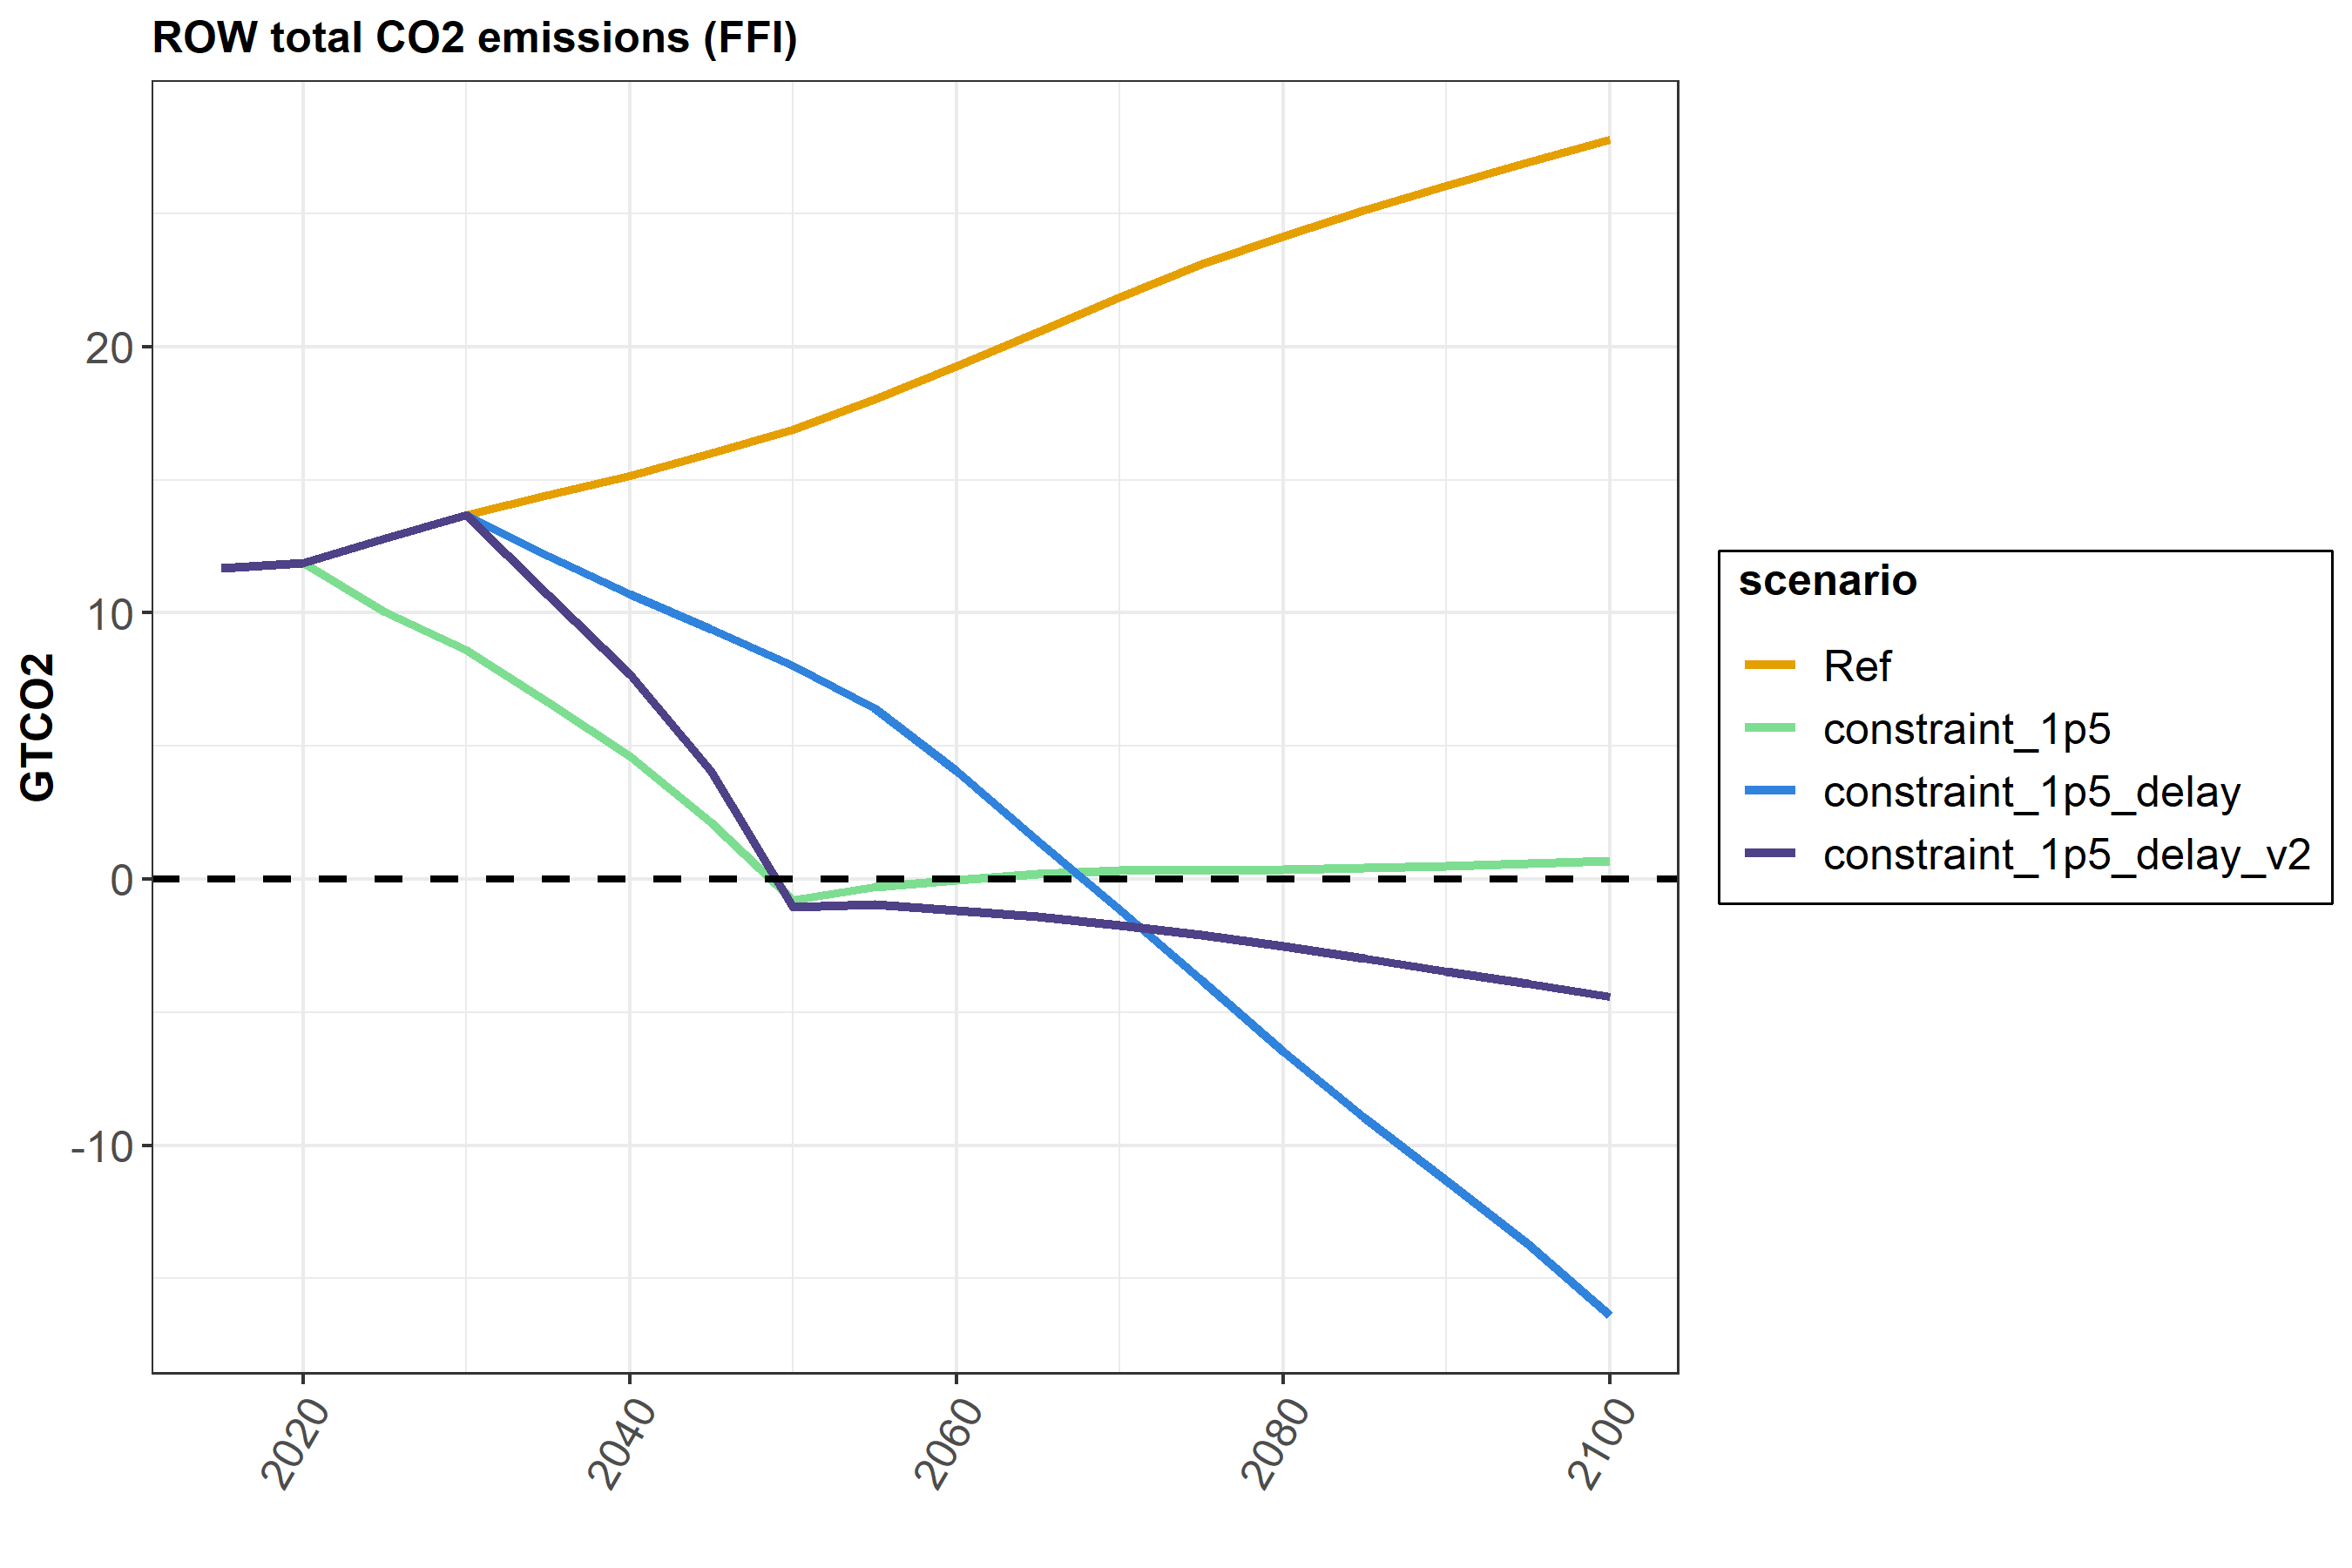 ROW total CO2 emissions (FFI)
GTCO2
20
10
0
-10
2020
2040
2060
2080
2100
scenario
Ref
constraint_1p5
constraint_1p5_delay
constraint_1p5_delay_v2